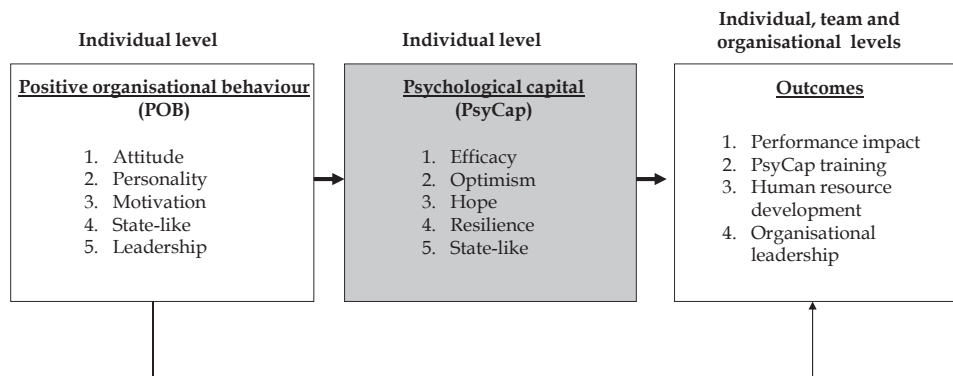 Individual level
Positive organisational behaviour
(POB)
1. Attitude
2. Personality
3. Motivation
4. State-like
5. Leadership
Individual level
Psychological capital
(PsyCap)
1. Efficacy
2. Optimism
3. Hope
4. Resilience
5. State-like
Individual, team and
organisational levels
Outcomes
1. Performance impact
2. PsyCap training
3. Human resource
development
4. Organisational
leadership